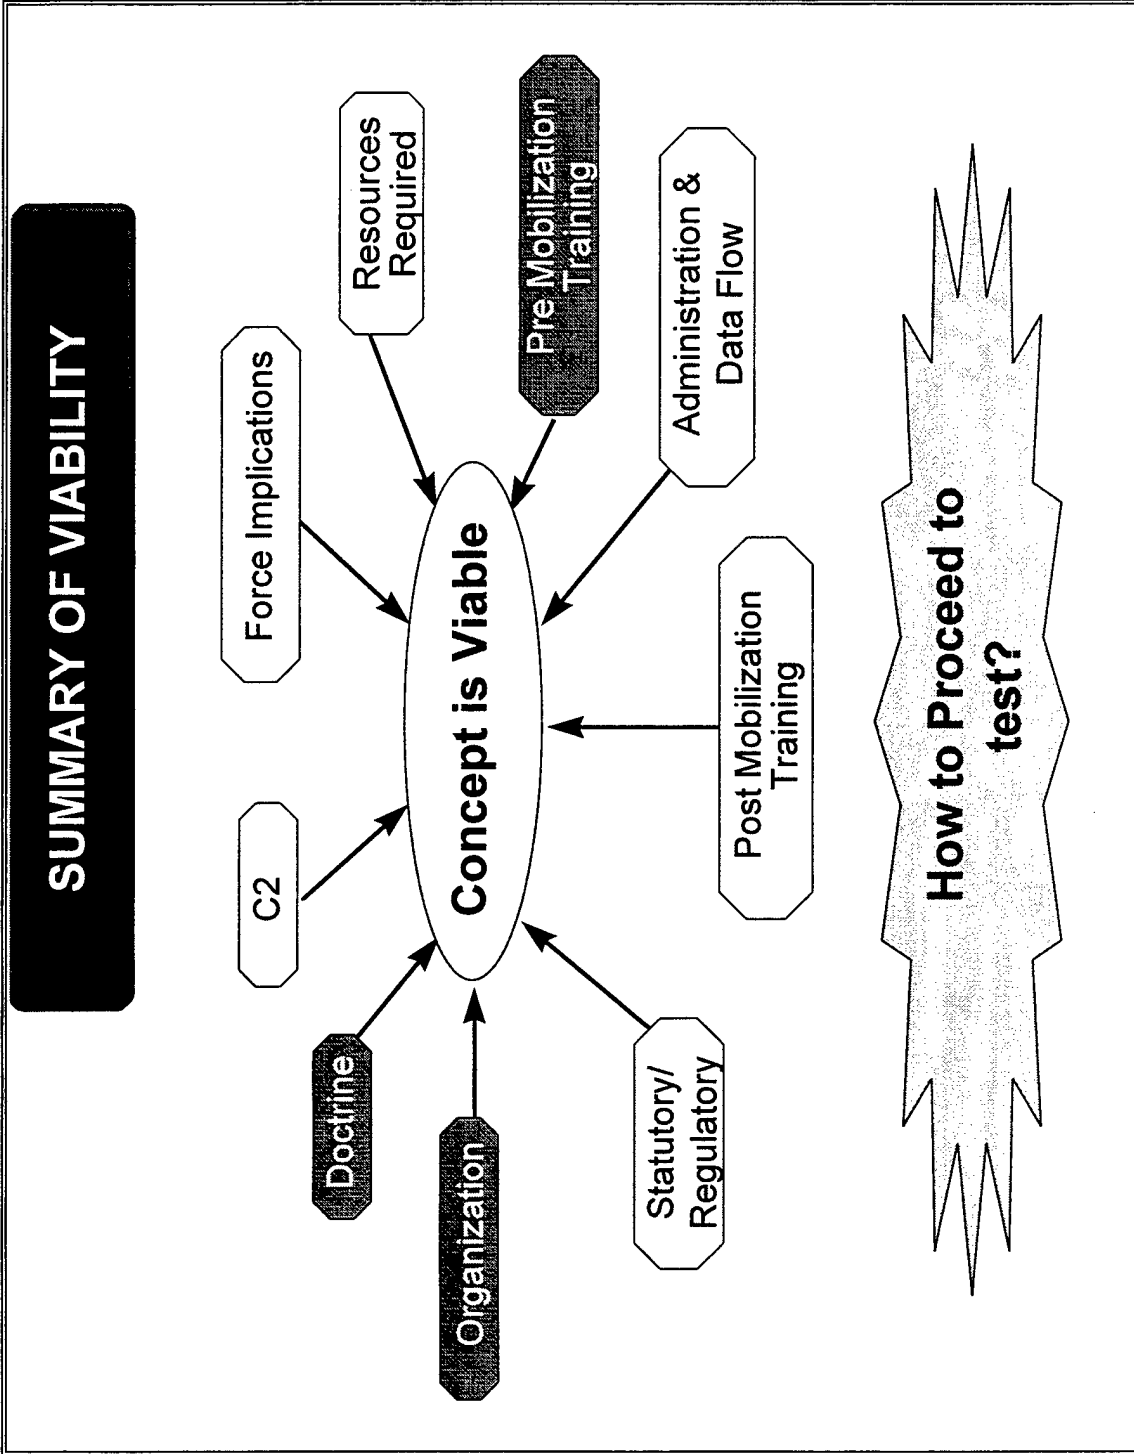 SUMMARY OF VIABILITY
Force Implications
C2
Resources
Required
Doctrine
Concept is Viable
Organization
Pre Mobilization
Training
Administration &
Data Flow
Statutory/
Regulatory
Post Mobilization
Training
How to Proceed to
test?